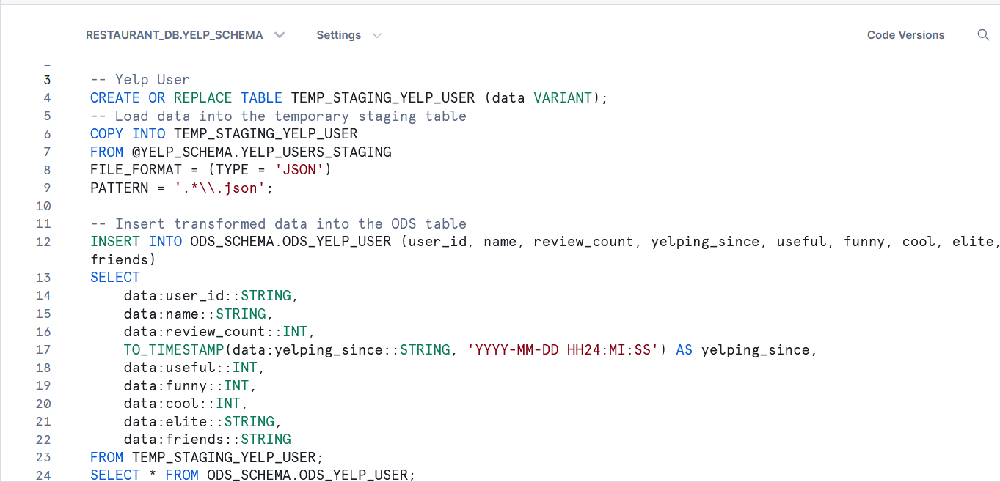 RESTAURANT_DB.YELP_SCHEMA Settings Code Versions
3 -- Yelp User
4 CREATE OR REPLACE TABLE TEMP_STAGING_YELP_USER (data VARIANT);
5 -- Load data into the temporary staging table
6 COPY INTO TEMP_STAGING_YELP_USER
7 FROM @YELP_SCHEMA.YELP_USERS_STAGING
8 FILE_FORMAT = (TYPE = 'JSON')
9 PATTERN = '.*\\.json';
10
11 -- Insert transformed data into the ODS table
12 INSERT INTO ODS_SCHEMA.ODS_YELP_USER (user_id, name, review_count, yelping_since, useful, funny, cool, elite,
friends)
13 SELECT
14     data:user_id::STRING,
15     data:name::STRING,
16     data:review_count::INT,
17     TO_TIMESTAMP(data:yelping_since::STRING, 'YYYY-MM-DD HH24:MI:SS') AS yelping_since,
18     data:useful::INT,
19     data:funny::INT,
20     data:cool::INT,
21     data:elite::STRING,
22     data:friends::STRING
23 FROM TEMP_STAGING_YELP_USER;
24 SELECT * FROM ODS_SCHEMA.ODS_YELP_USER;